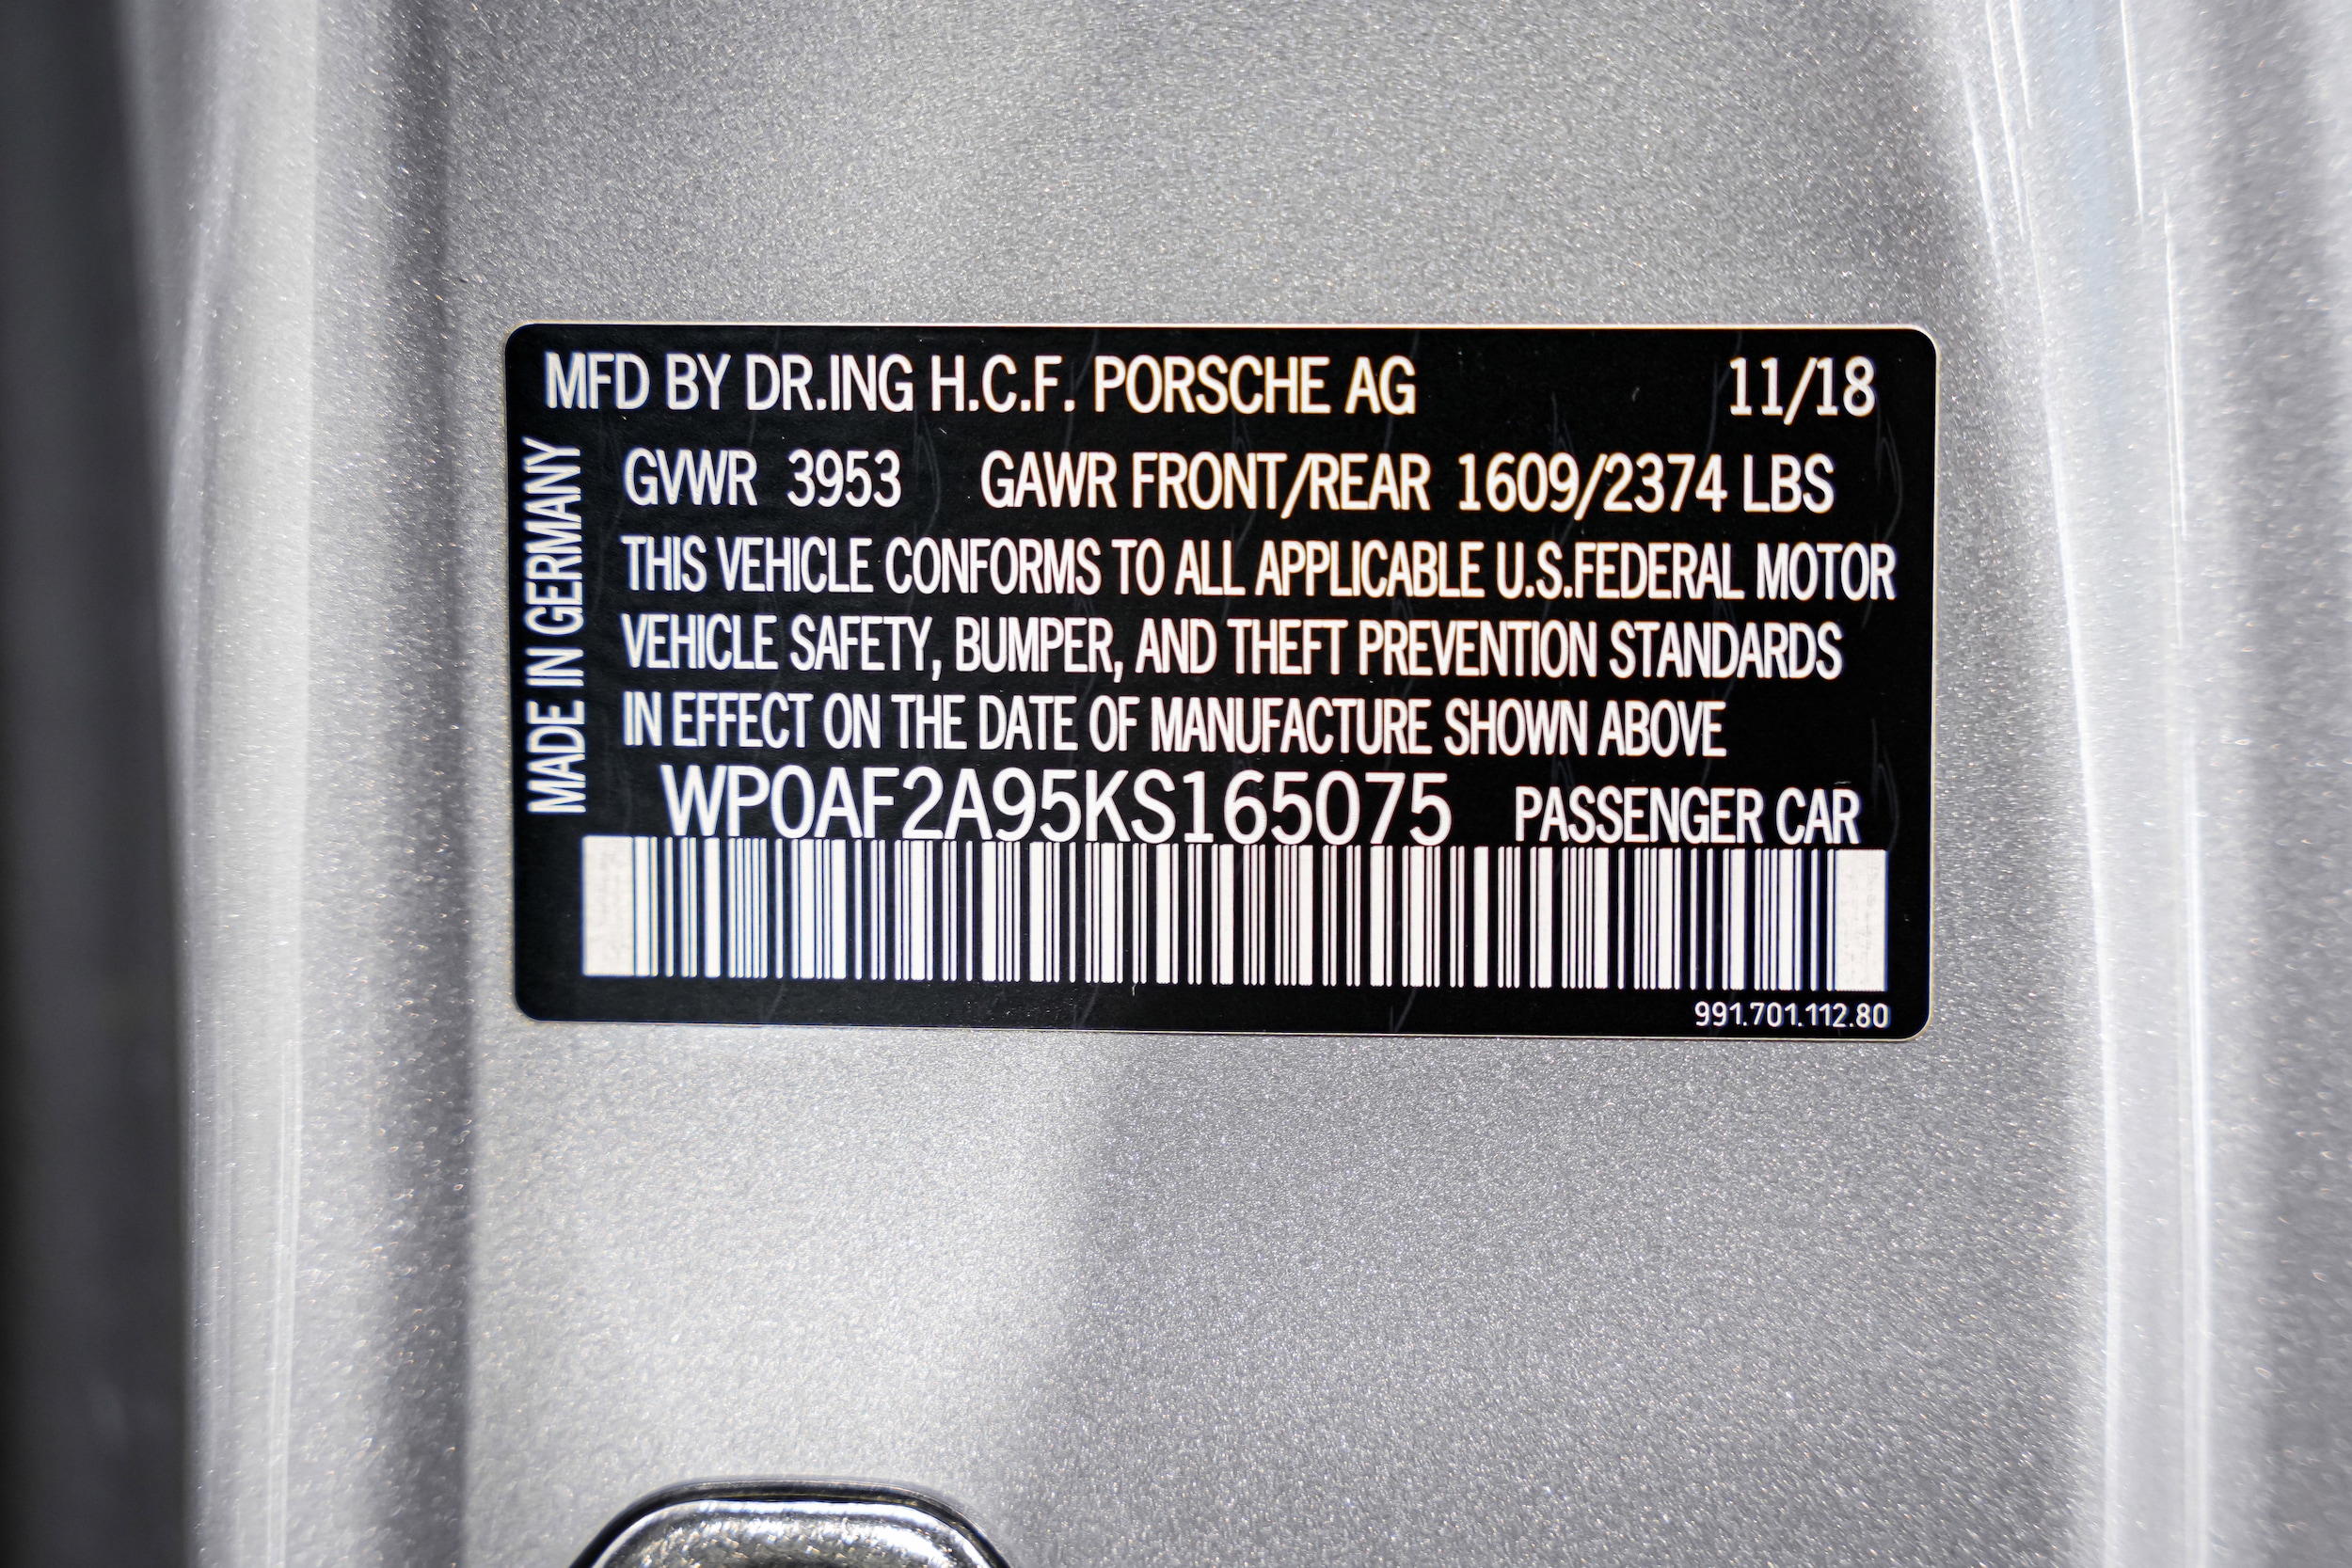 MFD BY DR.ING H.C.F. PORSCHE AG 11/18
MADE IN GERMANY
GVWR 3953 GAWR FRONT/REAR 1609/2374 LBS
THIS VEHICLE CONFORMS TO ALL APPLICABLE U.S.FEDERAL MOTOR
VEHICLE SAFETY, BUMPER, AND THEFT PREVENTION STANDARDS
IN EFFECT ON THE DATE OF MANUFACTURE SHOWN ABOVE
WP0AF2A95KS165075 PASSENGER CAR
991.701.112.80